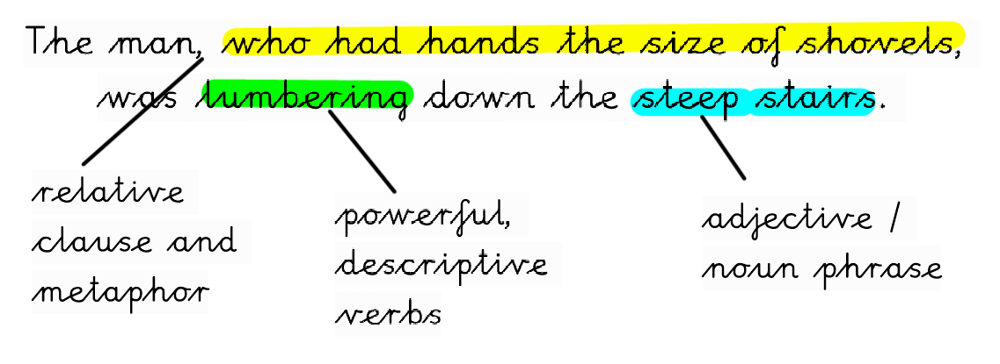 The man, who had hands the size of shovels,
was lumbering down the steep stairs.
relative
clause and
metaphor
powerful,
descriptive
verbs
adjective /
noun phrase